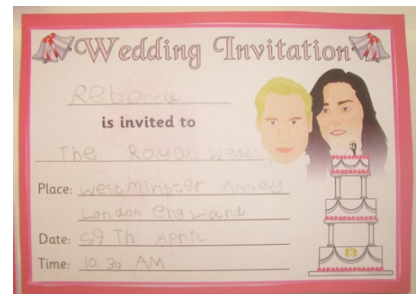 Wedding Invitation
Rebecca
is invited to
The Royal Wedding
Place: Westminster Abbey
London England
Date: 29 Th April
Time: 10 30 AM